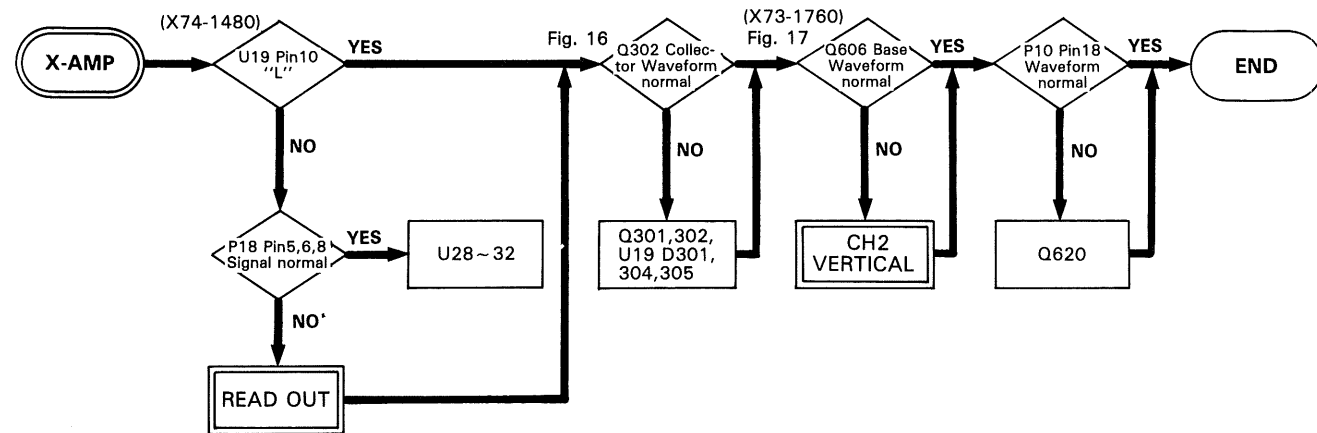 (X74-1480)
X-AMP
U19 Pin10
"L"
YES
NO
P18 Pin5,6,8
Signal normal
YES
U28~32
NO
READ OUT
Fig. 16
Q302 Collec-
tor Waveform
normal
NO
Q301,302,
U19 D301,
304,305
(X73-1760)
Fig. 17
Q606 Base
Waveform
normal
YES
NO
CH2
VERTICAL
P10 Pin18
Waveform
normal
YES
NO
Q620
END